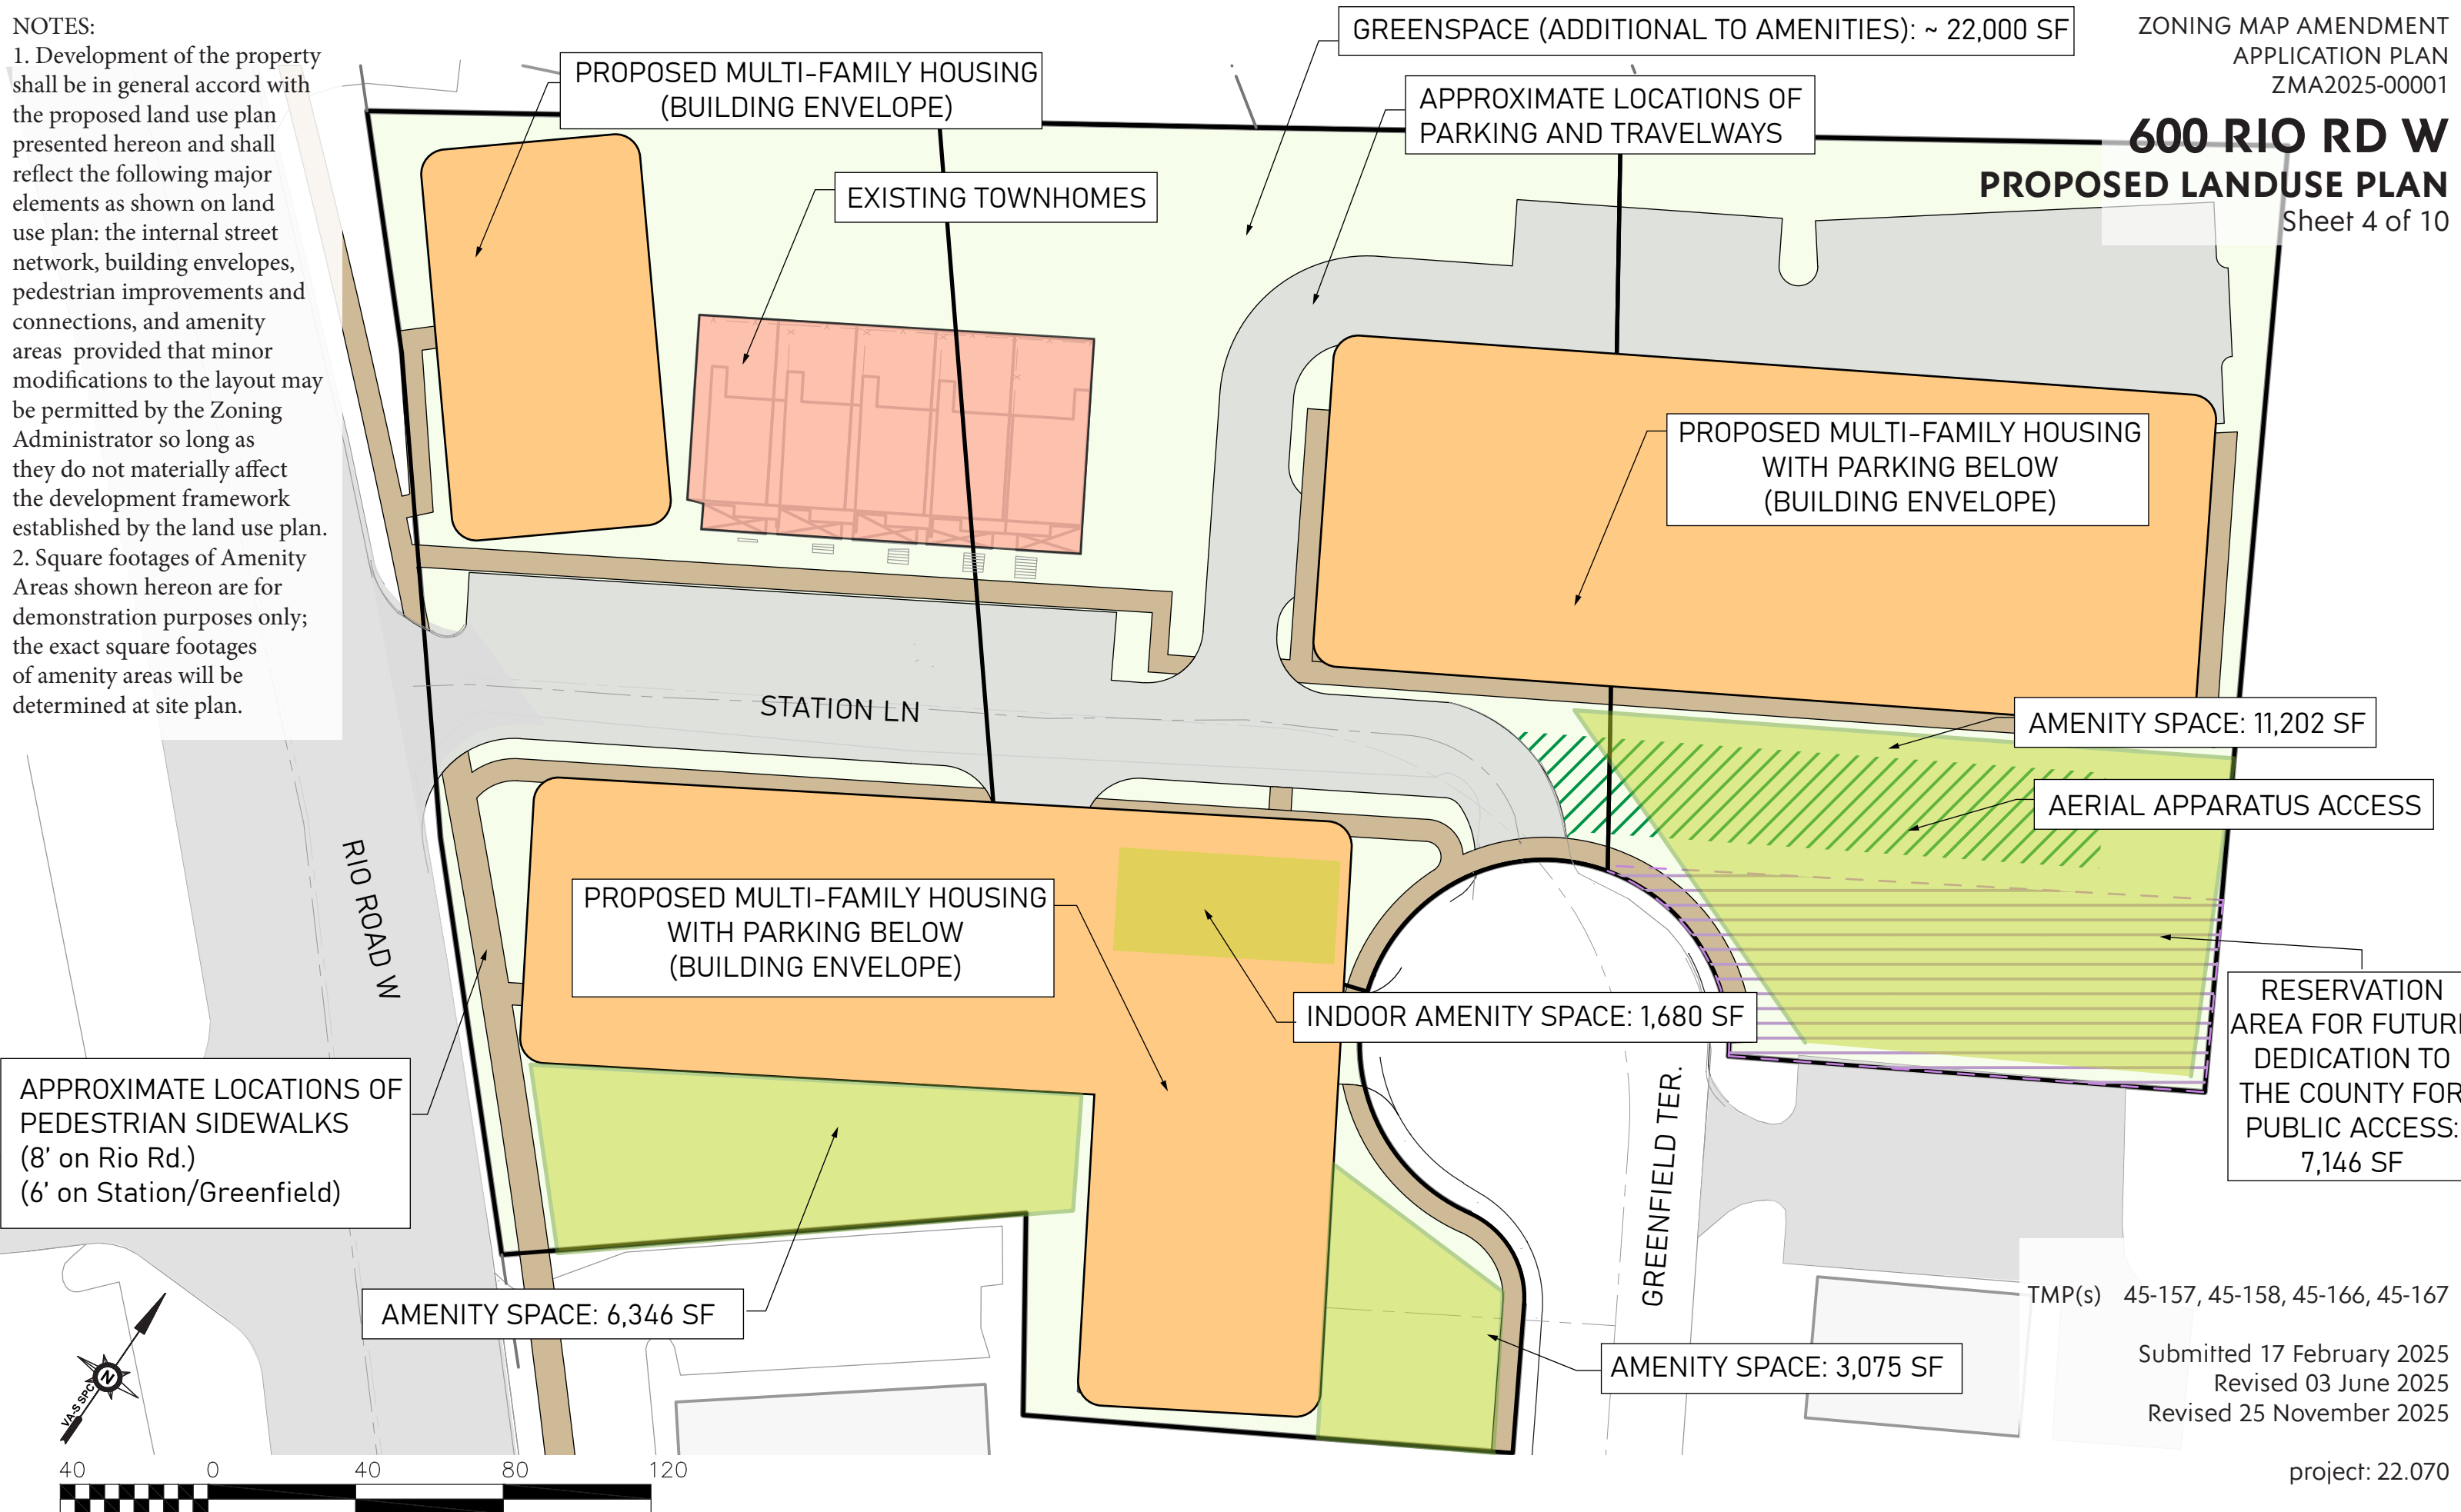 NOTES:
1. Development of the property
shall be in general accord with
the proposed land use plan
presented hereon and shall
reflect the following major
elements as shown on land
use plan: the internal street
network, building envelopes,
pedestrian improvements and
connections, and amenity
areas provided that minor
modifications to the layout may
be permitted by the Zoning
Administrator so long as
they do not materially affect
the development framework
established by the land use plan.
2. Square footages of Amenity
Areas shown hereon are for
demonstration purposes only;
the exact square footages
of amenity areas will be
determined at site plan.
PROPOSED MULTI-FAMILY HOUSING
(BUILDING ENVELOPE)
GREENSPACE (ADDITIONAL TO AMENITIES): ~ 22,000 SF
APPROXIMATE LOCATIONS OF
PARKING AND TRAVELWAYS
ZONING MAP AMENDMENT
APPLICATION PLAN
ZMA2025-00001
600 RIO RD W
PROPOSED LANDUSE PLAN
Sheet 4 of 10
EXISTING TOWNHOMES
PROPOSED MULTI-FAMILY HOUSING
WITH PARKING BELOW
(BUILDING ENVELOPE)
STATION LN
AMENITY SPACE: 11,202 SF
AERIAL APPARATUS ACCESS
RIO ROAD W
PROPOSED MULTI-FAMILY HOUSING
WITH PARKING BELOW
(BUILDING ENVELOPE)
INDOOR AMENITY SPACE: 1,680 SF
RESERVATION
AREA FOR FUTUR
DEDICATION TO
THE COUNTY FOR
PUBLIC ACCESS:
7,146 SF
APPROXIMATE LOCATIONS OF
PEDESTRIAN SIDEWALKS
(8' on Rio Rd.)
(6' on Station/Greenfield)
GREENFIELD TER.
AMENITY SPACE: 6,346 SF
AMENITY SPACE: 3,075 SF
TMP(s) 45-157, 45-158, 45-166, 45-167
Submitted 17 February 2025
Revised 03 June 2025
Revised 25 November 2025
project: 22.070
N
VA-S SPC
40 0 40 80 120